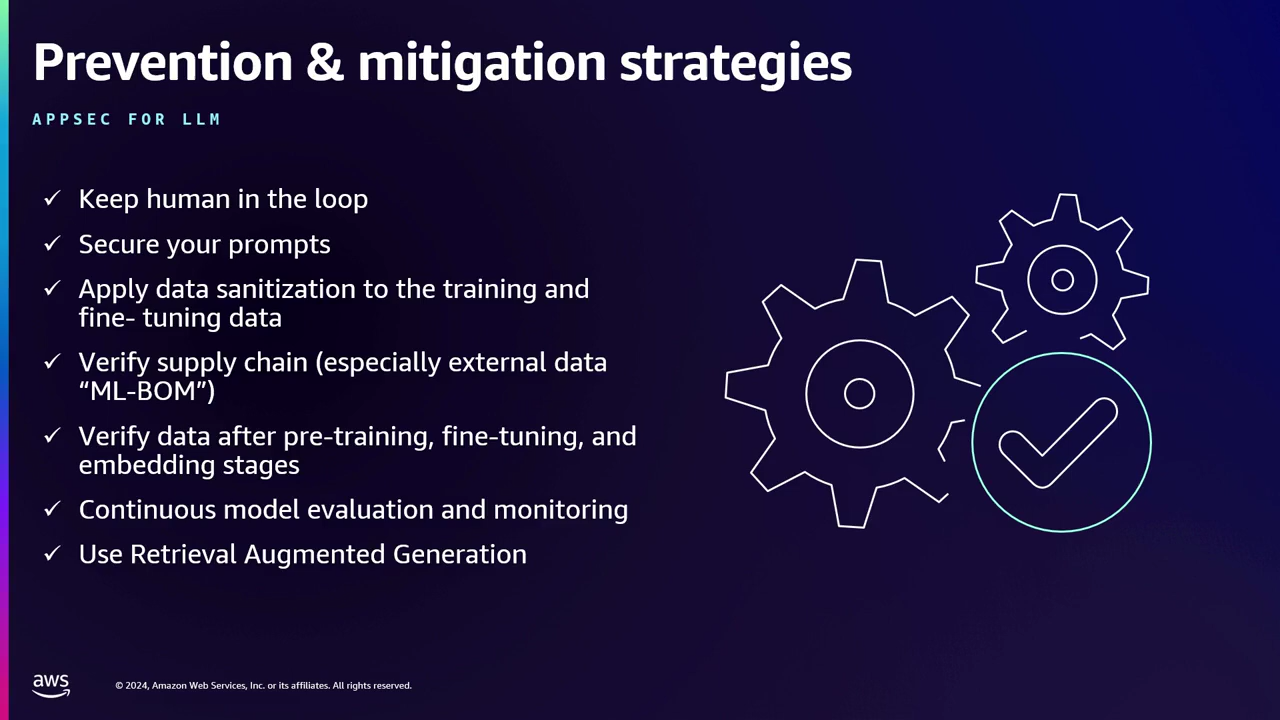 Prevention & mitigation strategies
APPSEC FOR LLM
✓ Keep human in the loop
✓ Secure your prompts
✓ Apply data sanitization to the training and
fine- tuning data
✓ Verify supply chain (especially external data
“ML-BOM”)
✓ Verify data after pre-training, fine-tuning, and
embedding stages
✓ Continuous model evaluation and monitoring
✓ Use Retrieval Augmented Generation
aws
© 2024, Amazon Web Services, Inc. or its affiliates. All rights reserved.